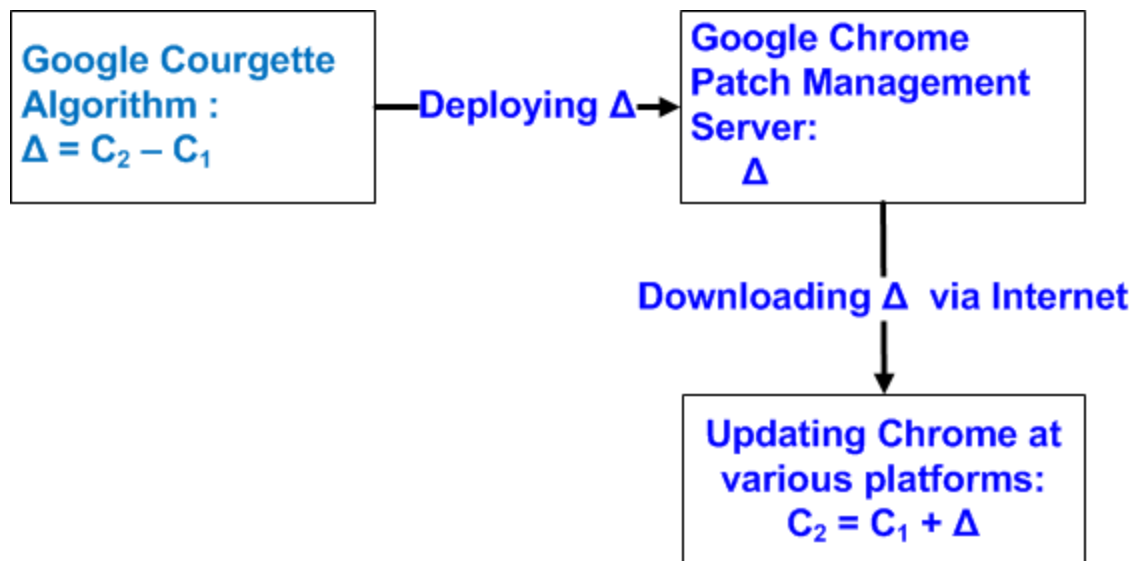 Google Courgette
Algorithm :
Δ = C₂ – C₁
Deploying Δ
Google Chrome
Patch Management
Server:
Δ
Downloading Δ via Internet
Updating Chrome at
various platforms:
C₂ = C₁ + Δ